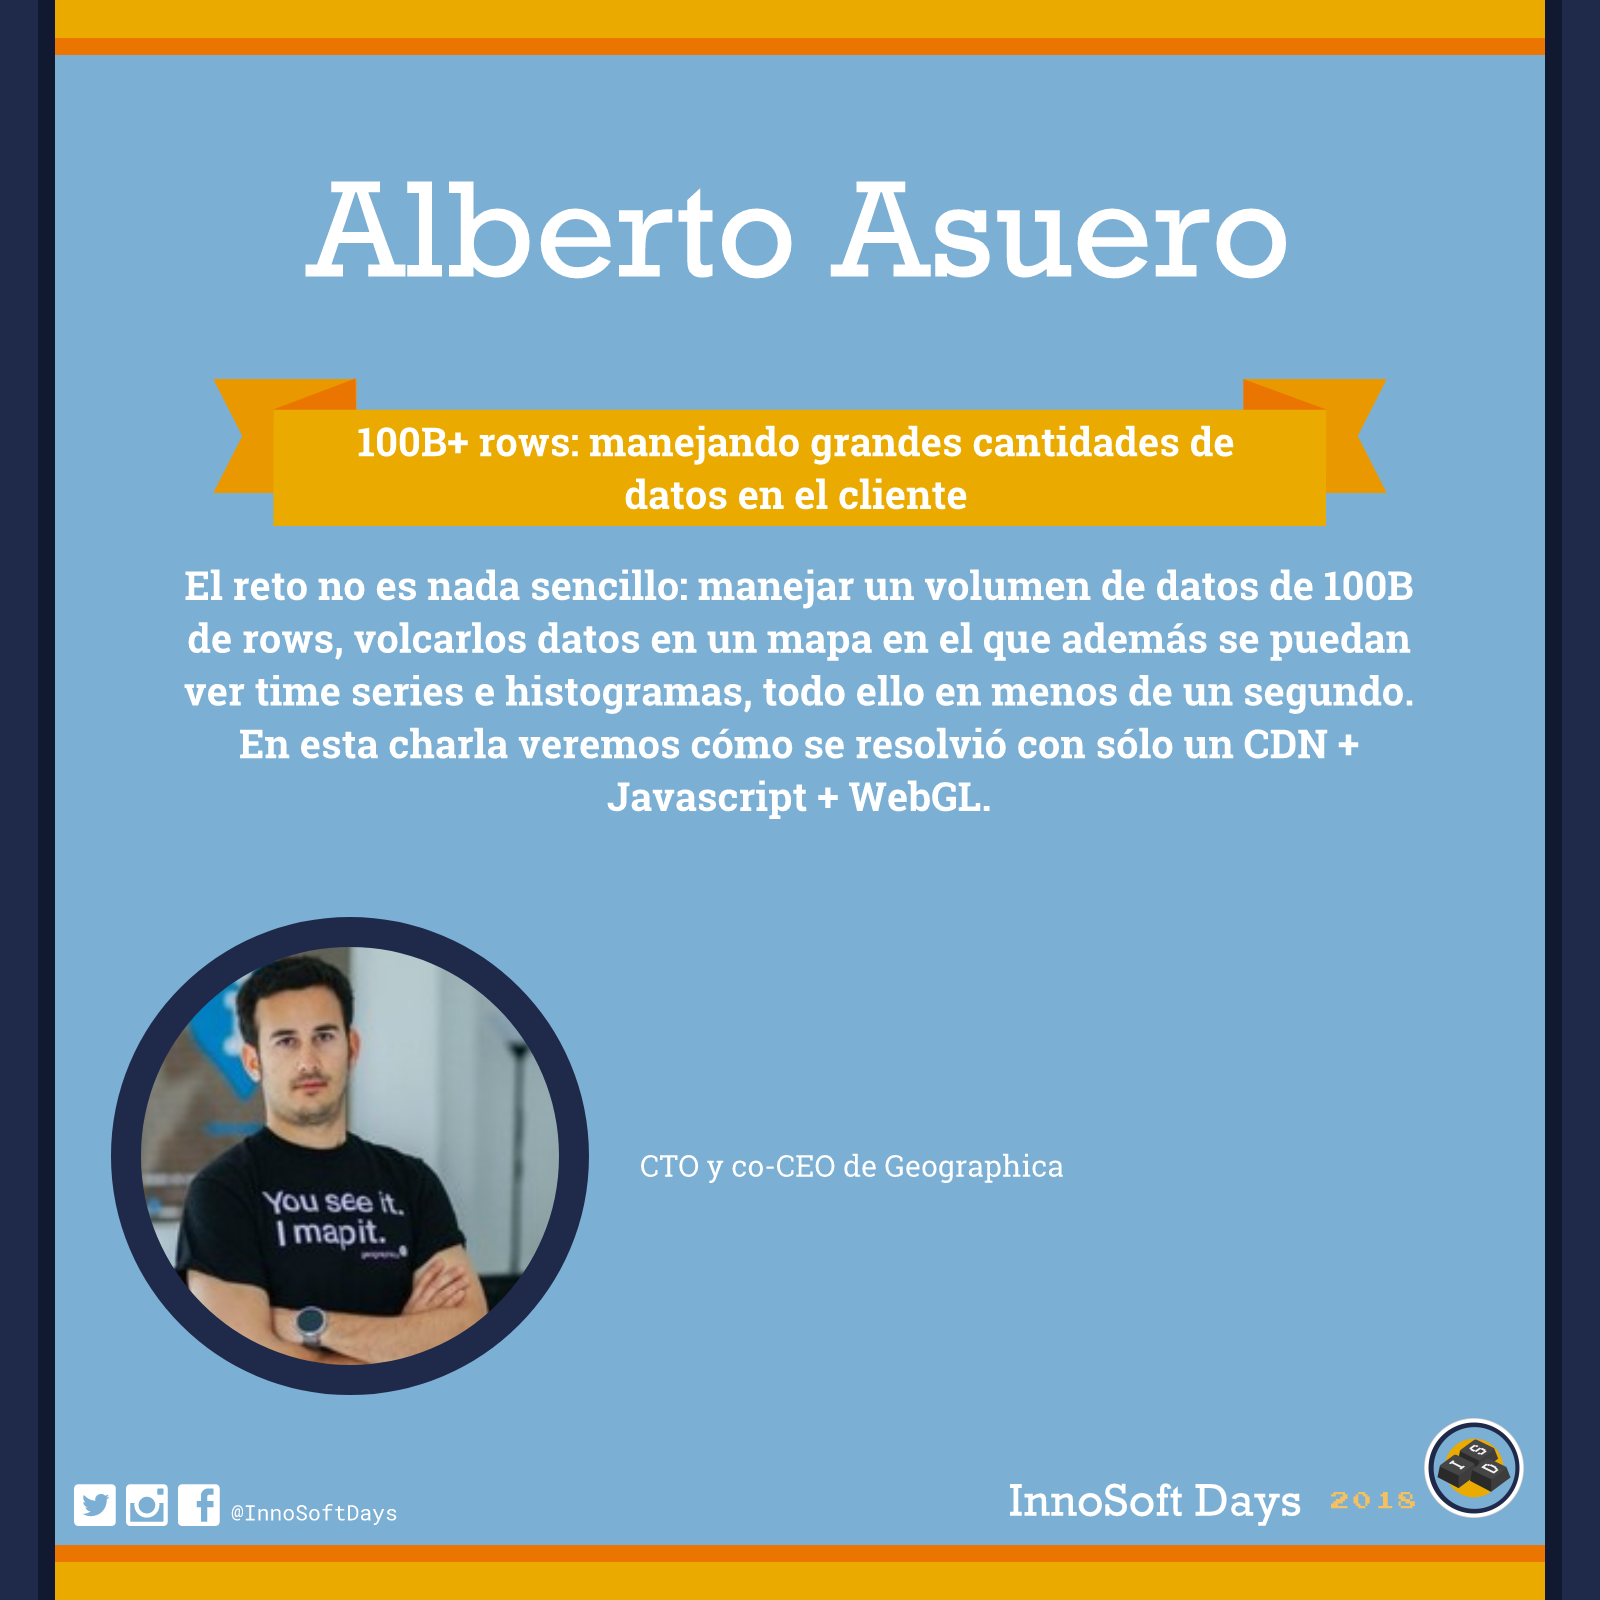 Alberto Asuero
100B+ rows: manejando grandes cantidades de
datos en el cliente
El reto no es nada sencillo: manejar un volumen de datos de 100B
de rows, volcarlos datos en un mapa en el que además se puedan
ver time series e histogramas, todo ello en menos de un segundo.
En esta charla veremos cómo se resolvió con sólo un CDN +
Javascript + WebGL.
You see it.
I map it.
CTO y co-CEO de Geographica
@InnoSoftDays
InnoSoft Days 2018
I S D